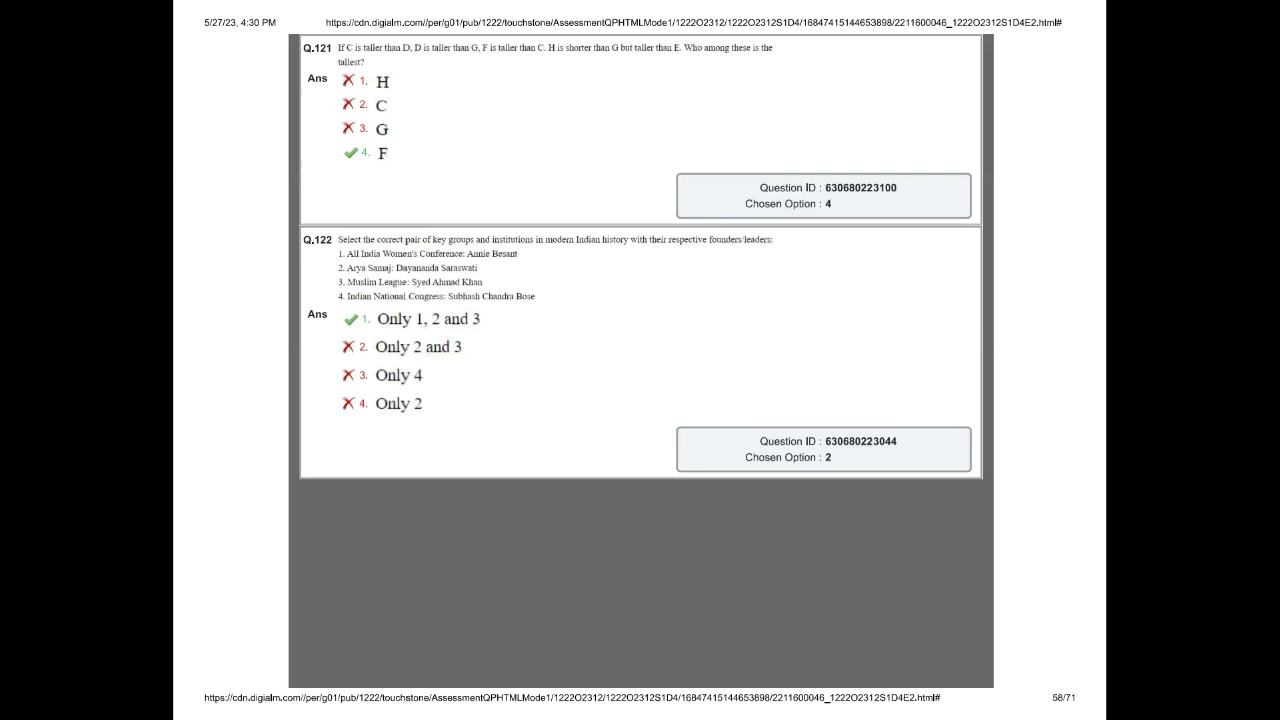 5/27/23, 4:30 PM https://cdn.digialm.com//per/g01/pub/1222/touchstone/AssessmentQPHTMLMode1/1222O2312/1222O2312S1D4/16847415144653898/2211600046_1222O2312S1D4E2.html#
Q.121 If C is taller than D, D is taller than G, F is taller than C. H is shorter than G but taller than E. Who among these is the
tallest?
Ans 1. H
2. C
3. G
4. F
Question ID : 630680223100
Chosen Option : 4
Q.122 Select the correct pair of key groups and institutions in modern Indian history with their respective founders/leaders:
1. All India Women's Conference: Annie Besant
2. Arya Samaj: Dayananda Saraswati
3. Muslim League: Syed Ahmad Khan
4. Indian National Congress: Subhash Chandra Bose
Ans 1. Only 1, 2 and 3
2. Only 2 and 3
3. Only 4
4. Only 2
Question ID : 630680223044
Chosen Option : 2
https://cdn.digialm.com//per/g01/pub/1222/touchstone/AssessmentQPHTMLMode1/1222O2312/1222O2312S1D4/16847415144653898/2211600046_1222O2312S1D4E2.html# 58/71